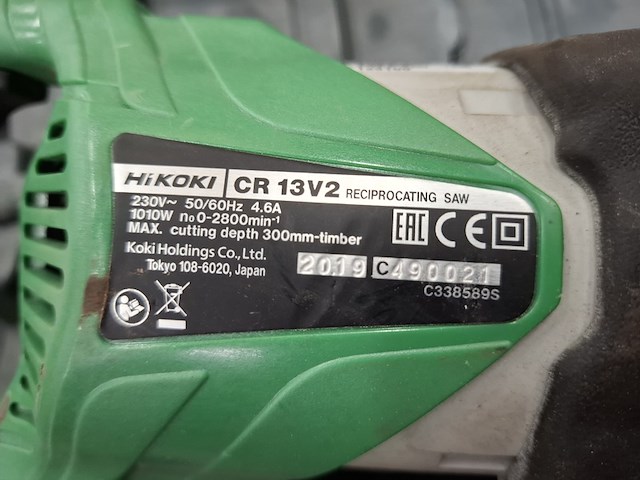 HiKOKI CR 13V2 RECIPROCATING SAW
230V~ 50/60Hz 4.6A
1010W n₀0-2800min⁻¹
MAX. cutting depth 300mm-timber
EAC CE
Koki Holdings Co., Ltd.
Tokyo 108-6020, Japan
2019 C490021
C338589S